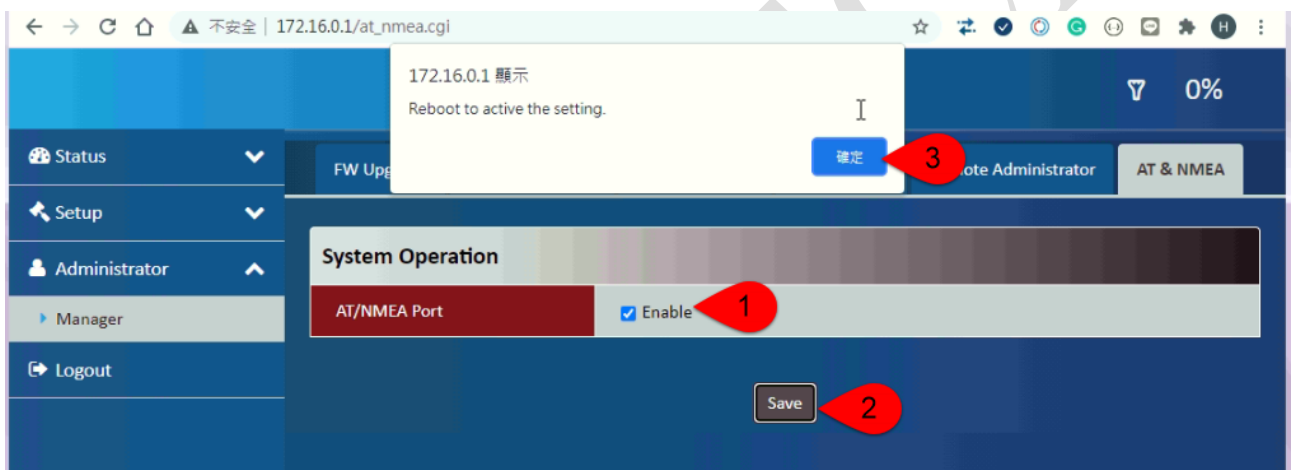 不安全 | 172.16.0.1/at_nmea.cgi
H
172.16.0.1 顯示
Reboot to active the setting.
確定
3
0%
Status
FW Upg
ote Administrator
AT & NMEA
Setup
System Operation
Administrator
AT/NMEA Port
Enable
1
Manager
Logout
Save
2